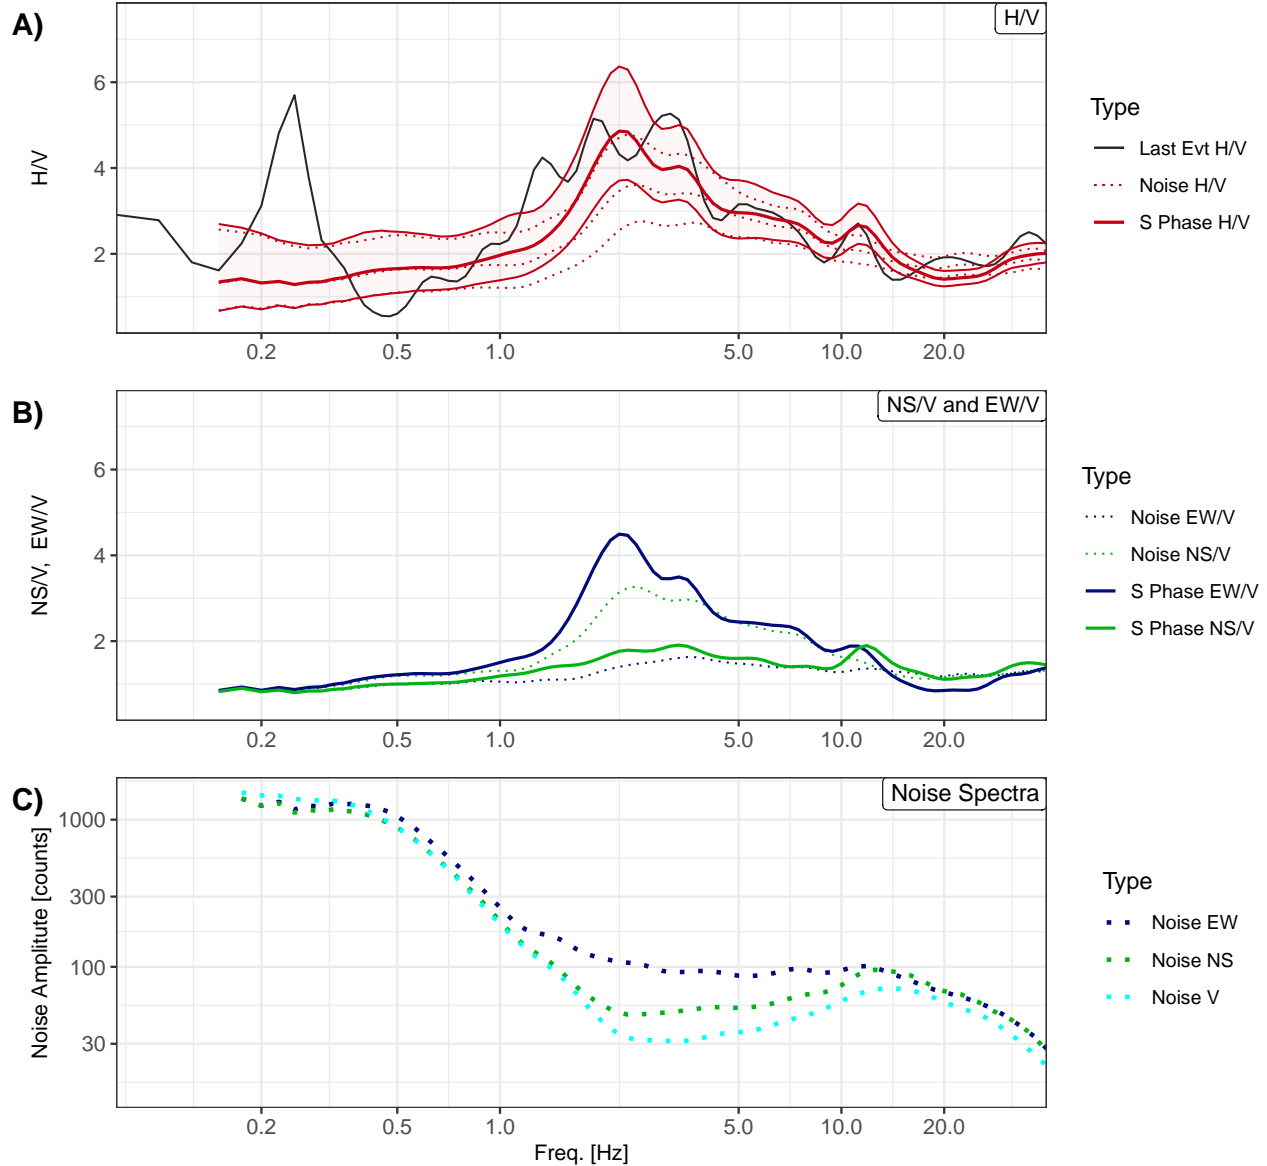 A)
H/V
6
4
2
H/V
0.2 0.5 1.0 5.0 10.0 20.0
Type
Last Evt H/V
Noise H/V
S Phase H/V
B)
NS/V and EW/V
6
4
2
NS/V, EW/V
0.2 0.5 1.0 5.0 10.0 20.0
Type
Noise EW/V
Noise NS/V
S Phase EW/V
S Phase NS/V
C)
Noise Spectra
1000
300
100
30
Noise Amplitude [counts]
0.2 0.5 1.0 5.0 10.0 20.0
Freq. [Hz]
Type
Noise EW
Noise NS
Noise V